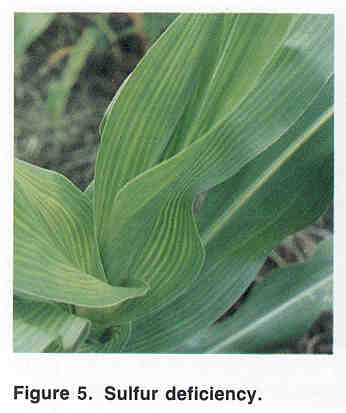 Figure 5. Sulfur deficiency.